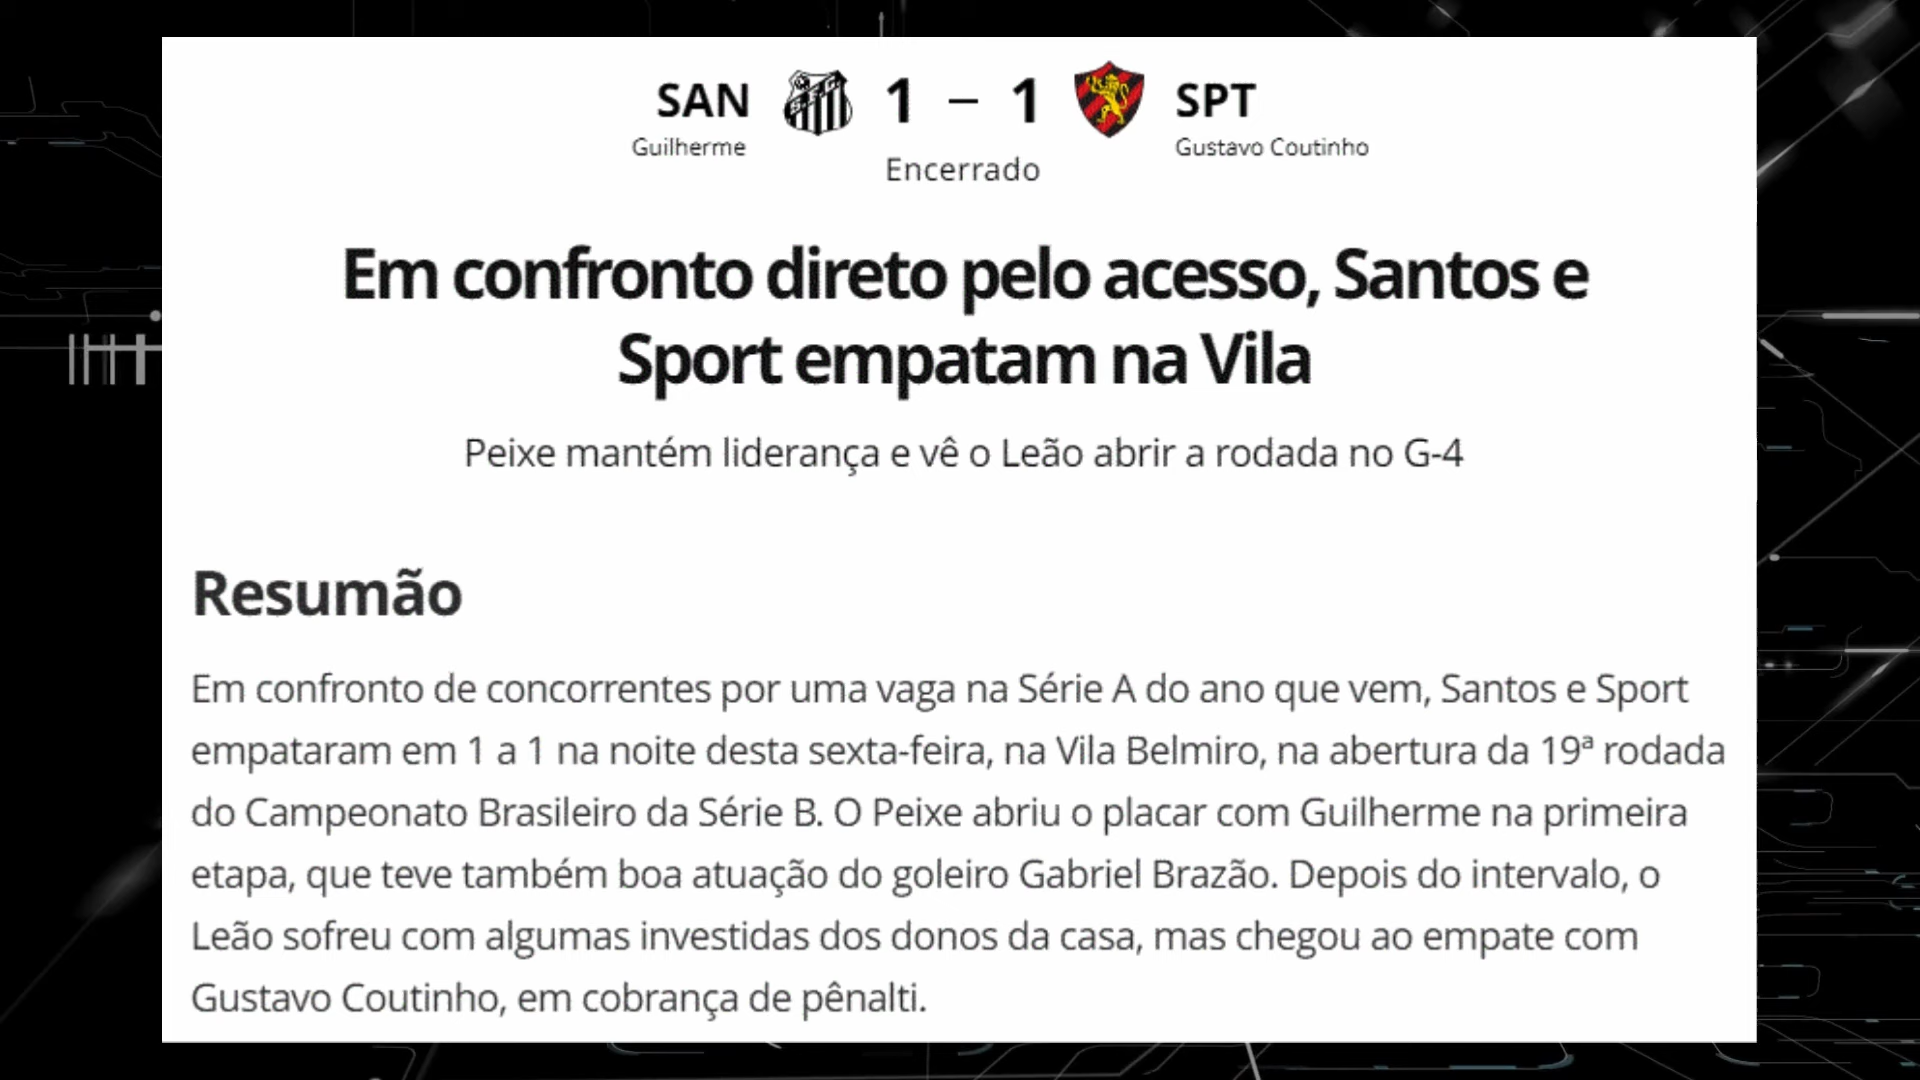 SAN 1 – 1 SPT
Guilherme Gustavo Coutinho
Encerrado
Em confronto direto pelo acesso, Santos e
Sport empatam na Vila
Peixe mantém liderança e vê o Leão abrir a rodada no G-4
Resumão
Em confronto de concorrentes por uma vaga na Série A do ano que vem, Santos e Sport
empataram em 1 a 1 na noite desta sexta-feira, na Vila Belmiro, na abertura da 19ª rodada
do Campeonato Brasileiro da Série B. O Peixe abriu o placar com Guilherme na primeira
etapa, que teve também boa atuação do goleiro Gabriel Brazão. Depois do intervalo, o
Leão sofreu com algumas investidas dos donos da casa, mas chegou ao empate com
Gustavo Coutinho, em cobrança de pênalti.